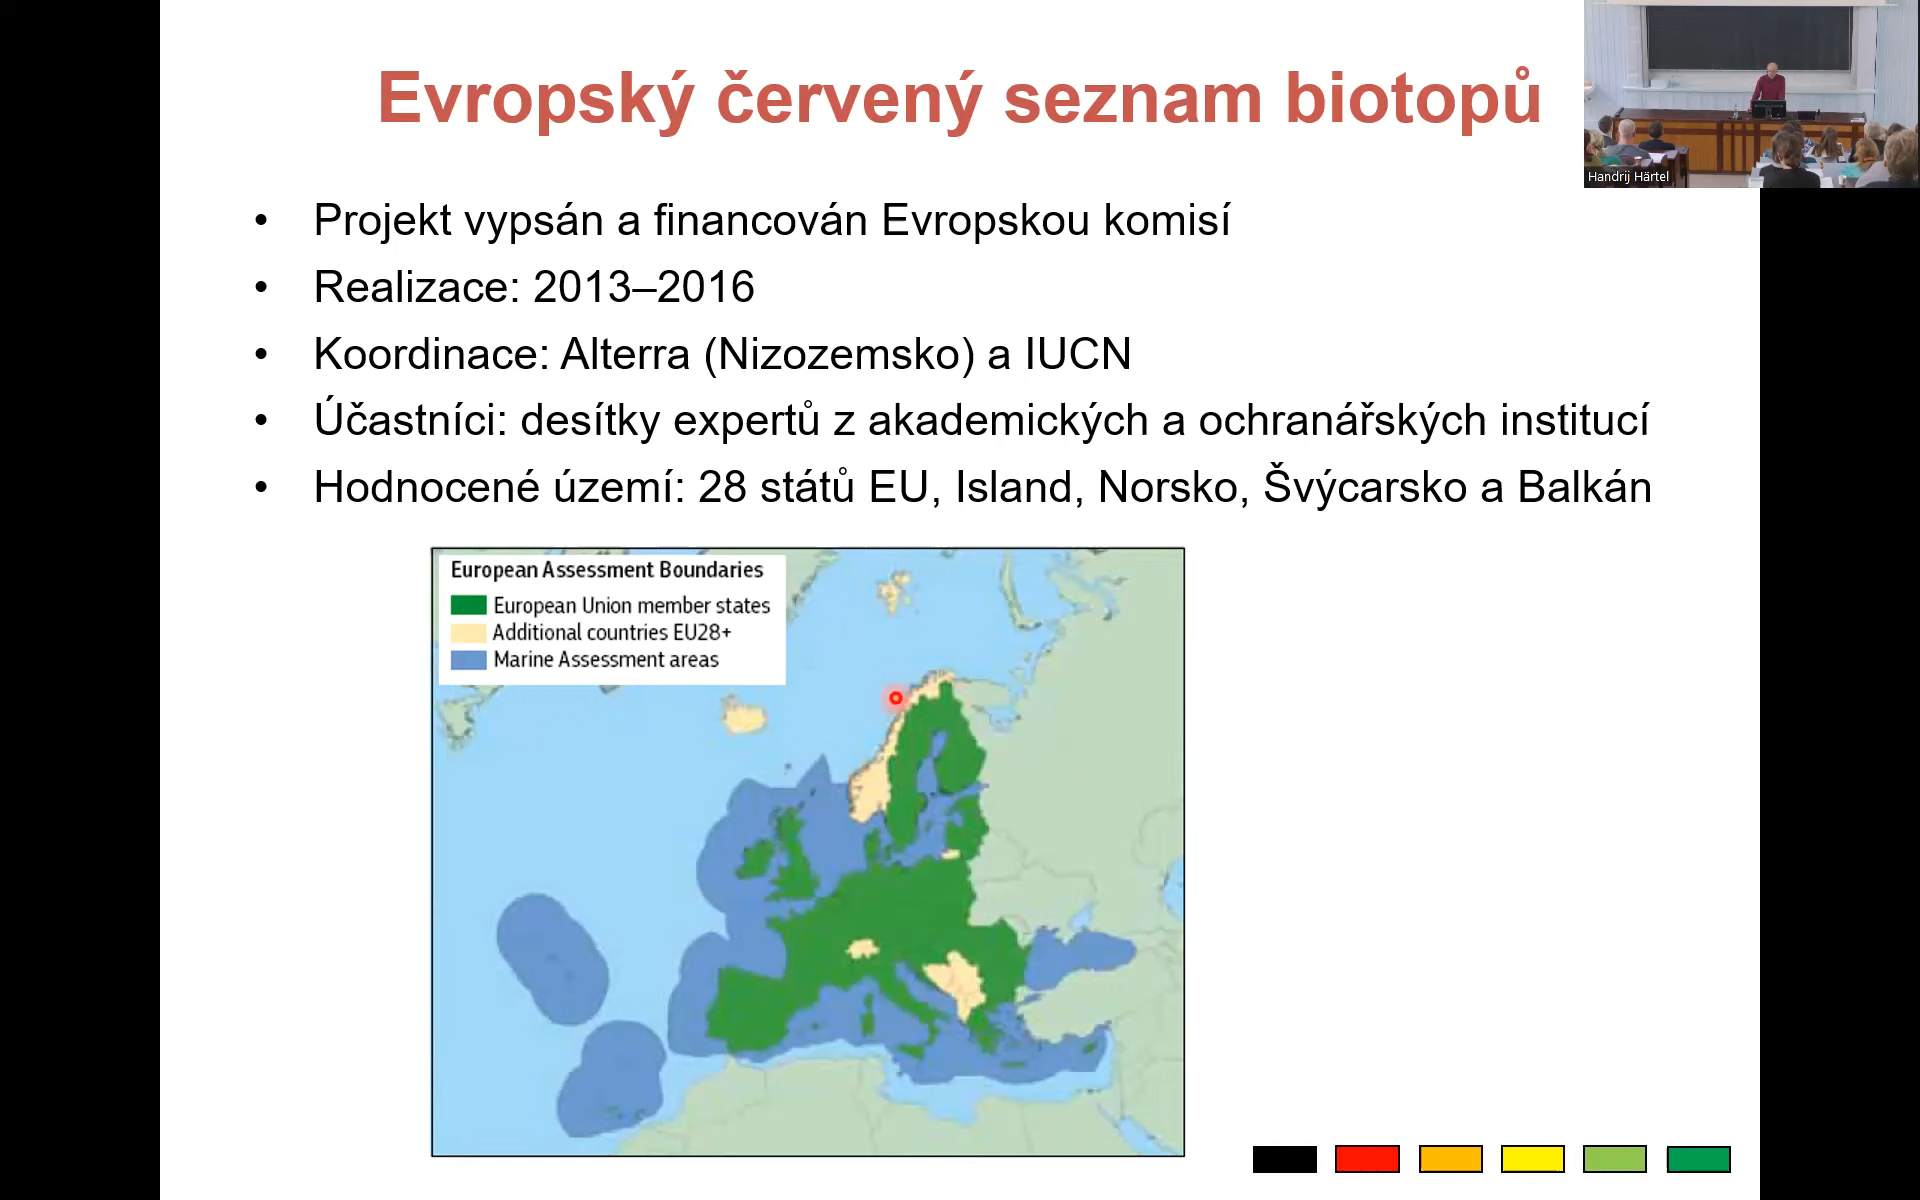 Evropský červený seznam biotopů
Handrij Härtel
• Projekt vypsán a financován Evropskou komisí
• Realizace: 2013–2016
• Koordinace: Alterra (Nizozemsko) a IUCN
• Účastníci: desítky expertů z akademických a ochranářských institucí
• Hodnocené území: 28 států EU, Island, Norsko, Švýcarsko a Balkán
European Assessment Boundaries
European Union member states
Additional countries EU28+
Marine Assessment areas